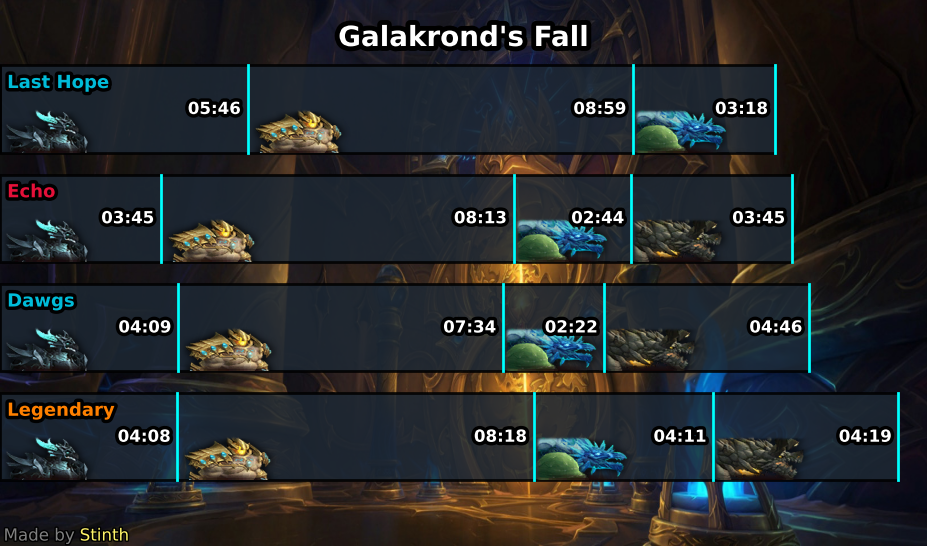 Galakrond's Fall
Last Hope
05:46 08:59 03:18
Echo
03:45 08:13 02:44 03:45
Dawgs
04:09 07:34 02:22 04:46
Legendary
04:08 08:18 04:11 04:19
Made by Stinth